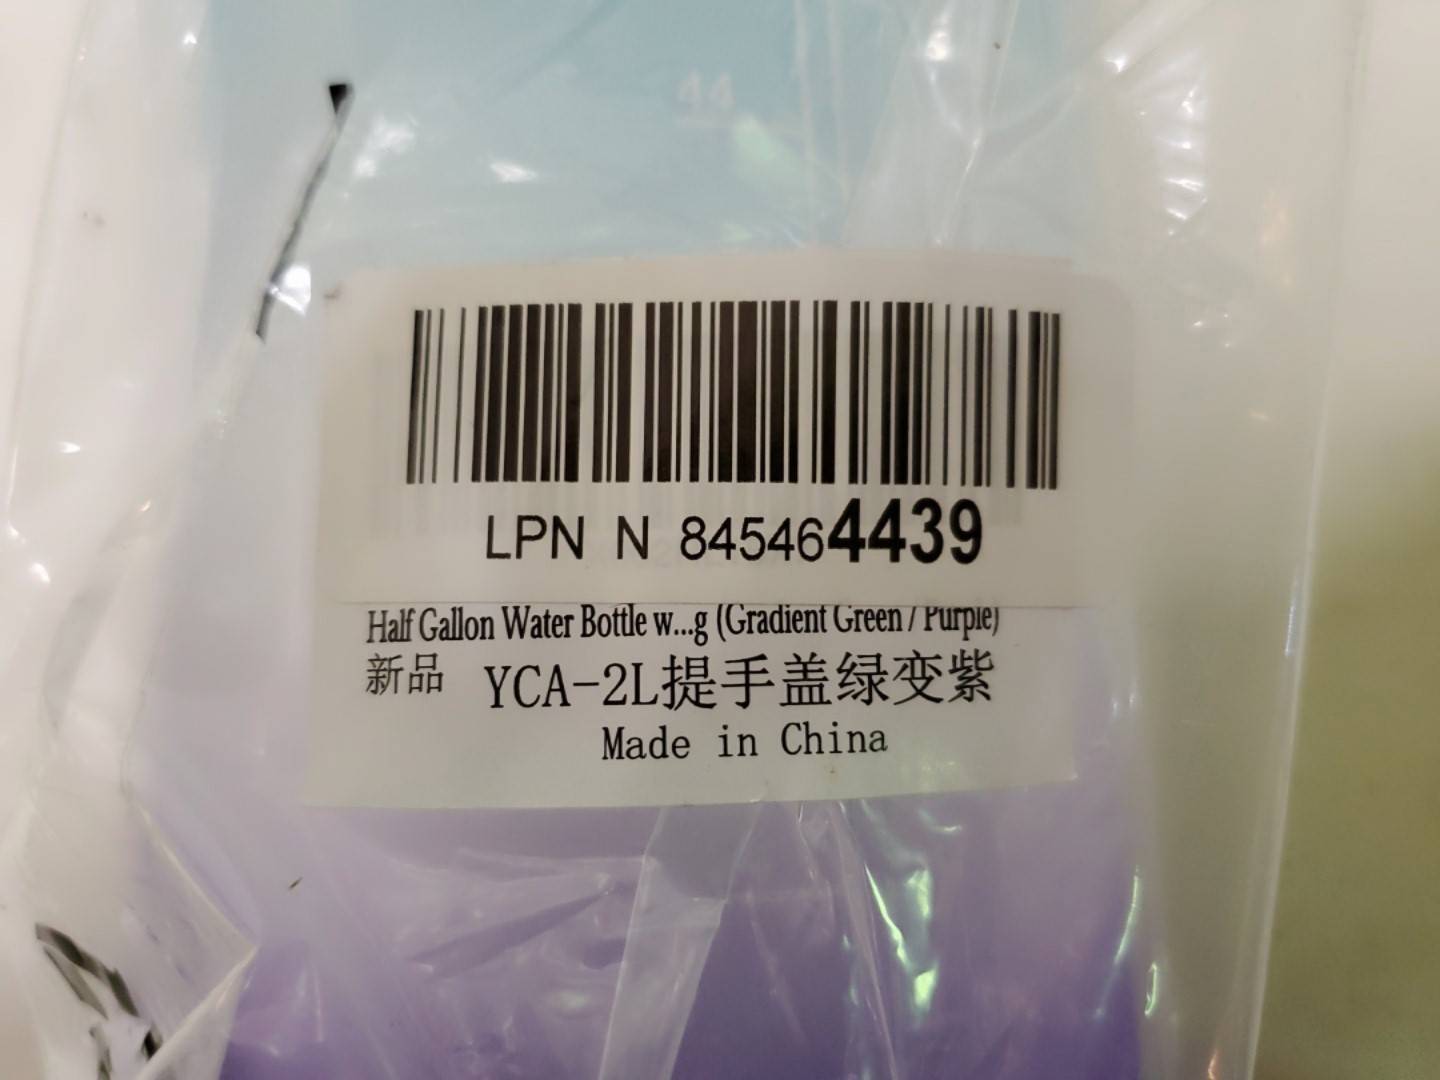 44
LPN N 845464439
Half Gallon Water Bottle w...g (Gradient Green / Purple)
新品 YCA-2L提手盖绿变紫
Made in China